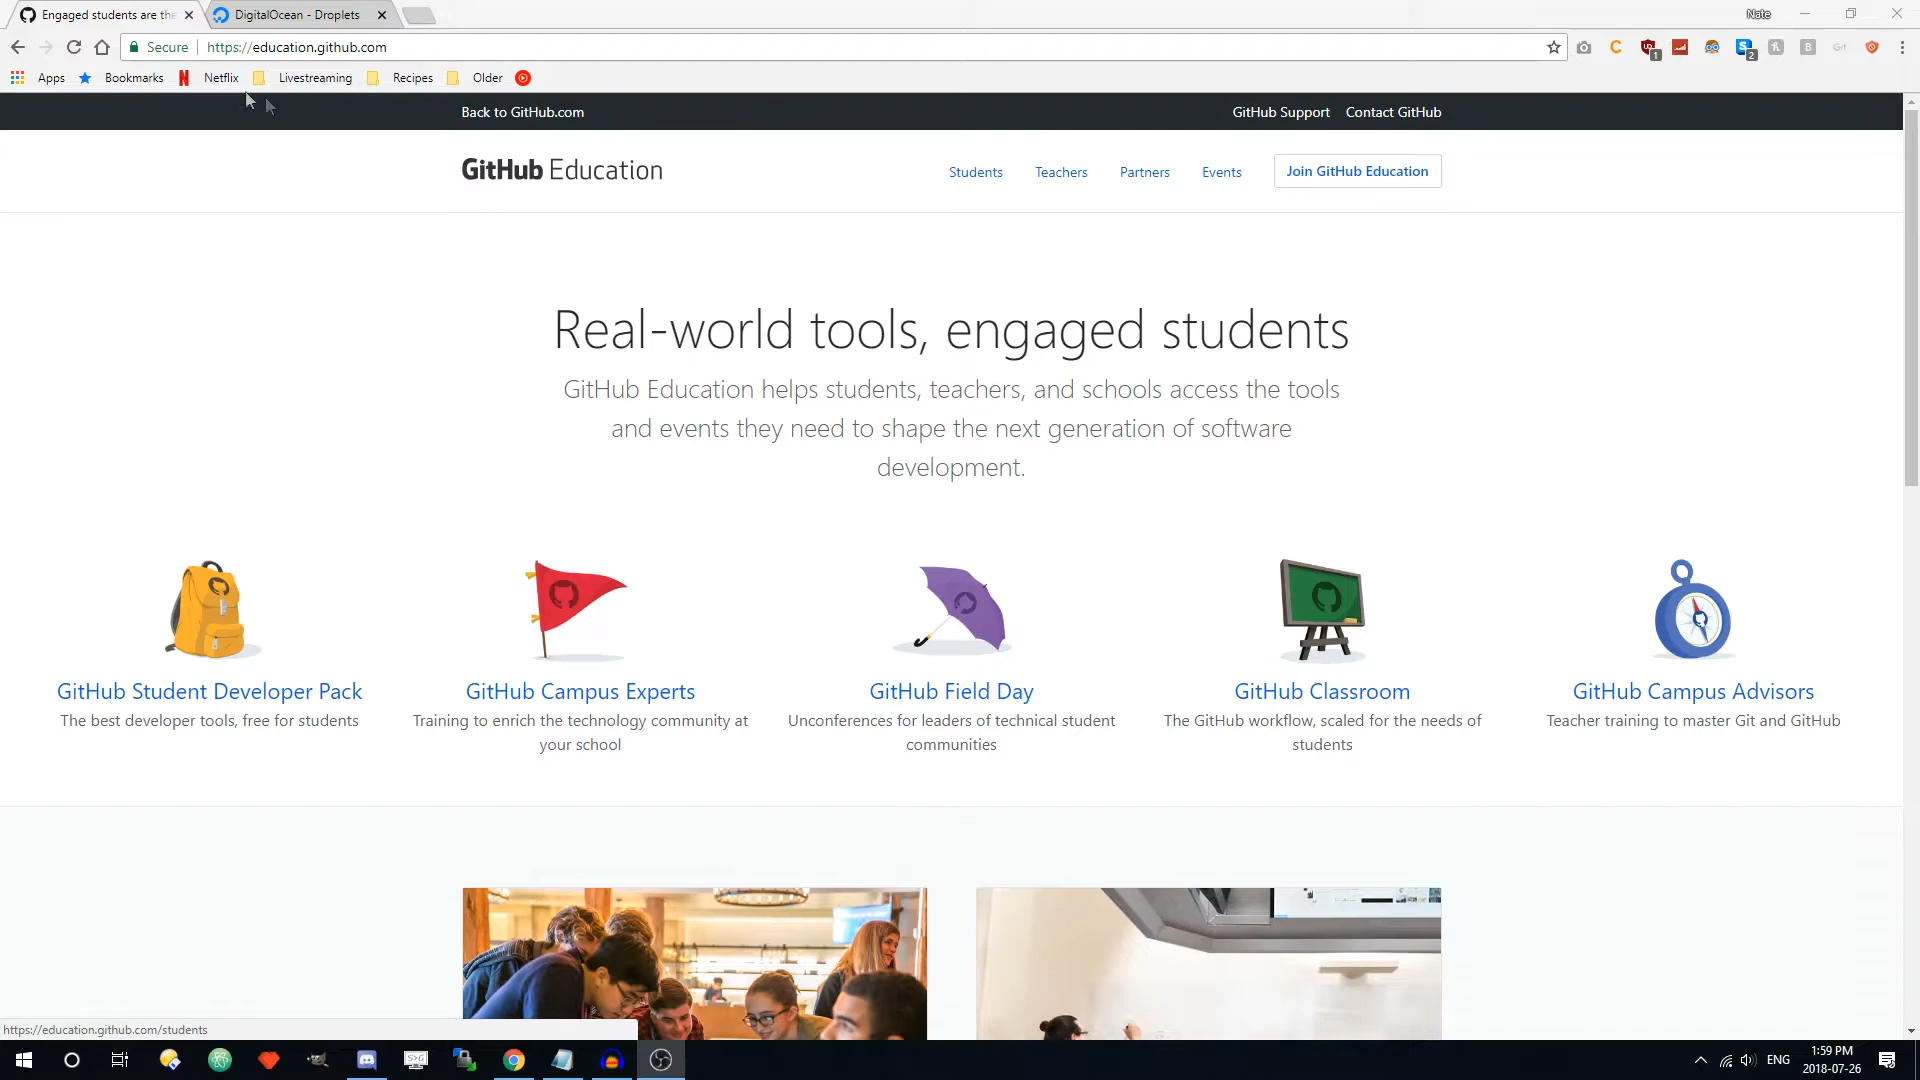 Engaged students are the
DigitalOcean - Droplets
Nate
Secure
https://education.github.com
Apps
Bookmarks
Netflix
Livestreaming
Recipes
Older
Back to GitHub.com
GitHub Support
Contact GitHub
GitHub Education
Students
Teachers
Partners
Events
Join GitHub Education
Real-world tools, engaged students
GitHub Education helps students, teachers, and schools access the tools
and events they need to shape the next generation of software
development.
GitHub Student Developer Pack
The best developer tools, free for students
GitHub Campus Experts
Training to enrich the technology community at
your school
GitHub Field Day
Unconferences for leaders of technical student
communities
GitHub Classroom
The GitHub workflow, scaled for the needs of
students
GitHub Campus Advisors
Teacher training to master Git and GitHub
https://education.github.com/students
ENG
1:59 PM
2018-07-26